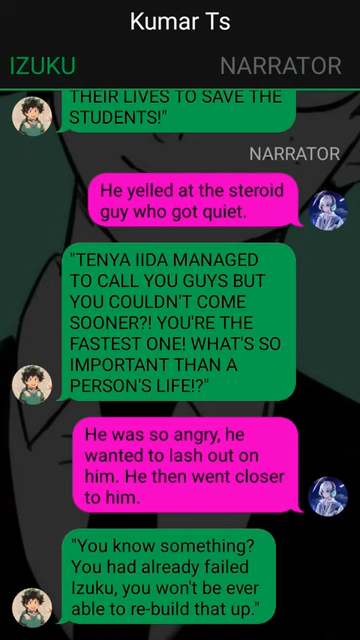 Kumar Ts
IZUKU
NARRATOR
THEIR LIVES TO SAVE THE
STUDENTS!"
NARRATOR
He yelled at the steroid
guy who got quiet.
"TENYA IIDA MANAGED
TO CALL YOU GUYS BUT
YOU COULDN'T COME
SOONER?! YOU'RE THE
FASTEST ONE! WHAT'S SO
IMPORTANT THAN A
PERSON'S LIFE!?"
He was so angry, he
wanted to lash out on
him. He then went closer
to him.
"You know something?
You had already failed
Izuku, you won't be ever
able to re-build that up."